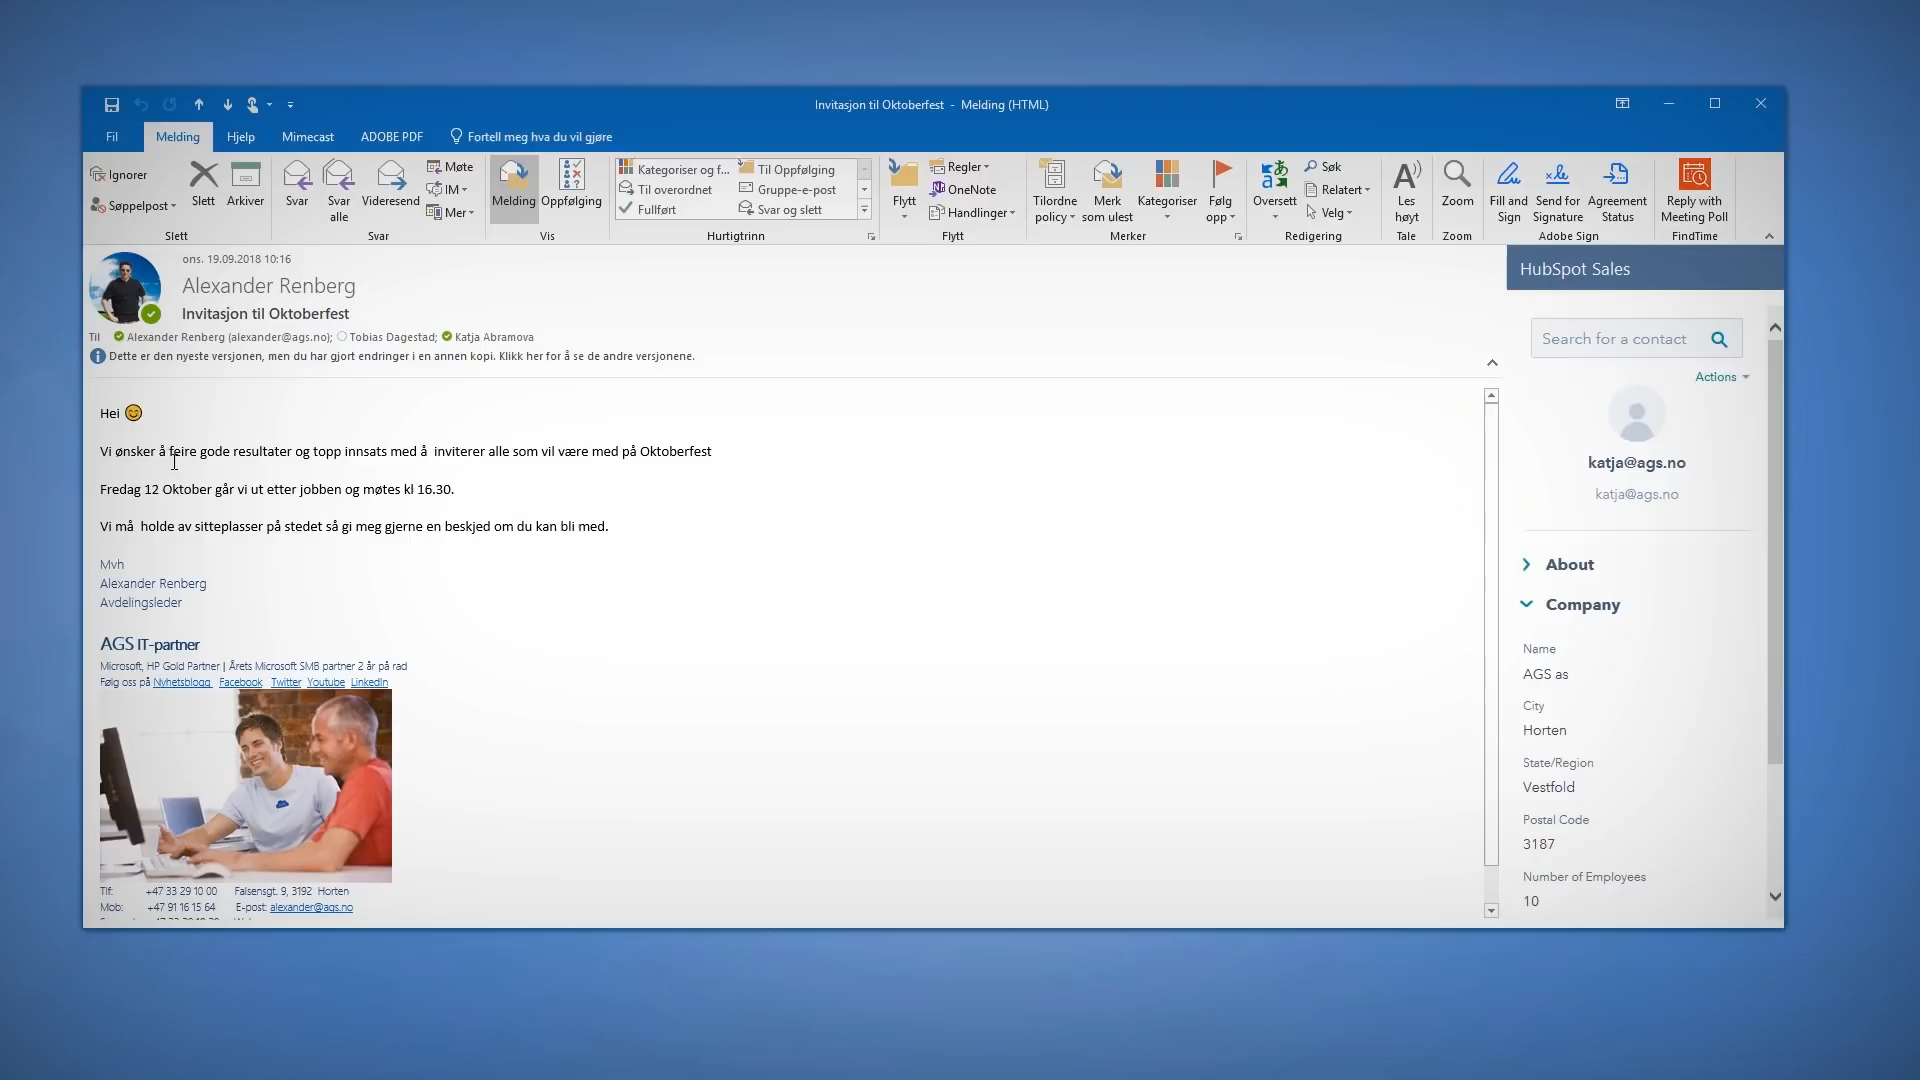 Invitasjon til Oktoberfest - Melding (HTML)
Fil Melding Hjelp Mimecast ADOBE PDF Fortell meg hva du vil gjøre
Ignorer
Søppelpost
Slett
Arkiver
Slett
Svar
Svar alle
Videresend
Møte
IM
Mer
Svar
Melding
Oppfølging
Vis
Kategoriser og f...
Til overordnet
Fullført
Til Oppfølging
Gruppe-e-post
Svar og slett
Hurtigtrinn
Flytt
Regler
OneNote
Handlinger
Flytt
Tilordne policy
Merk som ulest
Kategoriser
Følg opp
Merker
Oversett
Søk
Relatert
Velg
Redigering
Les høyt
Tale
Zoom
Zoom
Fill and Sign
Send for Signature
Agreement Status
Adobe Sign
Reply with Meeting Poll
FindTime
ons. 19.09.2018 10:16
Alexander Renberg
Invitasjon til Oktoberfest
Til Alexander Renberg (alexander@ags.no); Tobias Dagestad; Katja Abramova
Dette er den nyeste versjonen, men du har gjort endringer i en annen kopi. Klikk her for å se de andre versjonene.
Hei
Vi ønsker å feire gode resultater og topp innsats med å inviterer alle som vil være med på Oktoberfest
Fredag 12 Oktober går vi ut etter jobben og møtes kl 16.30.
Vi må holde av sitteplasser på stedet så gi meg gjerne en beskjed om du kan bli med.
Mvh
Alexander Renberg
Avdelingsleder
AGS IT-partner
Microsoft, HP Gold Partner | Årets Microsoft SMB partner 2 år på rad
Følg oss på Nyhetsblogg Facebook Twitter Youtube LinkedIn
Tlf: +47 33 29 10 00 Falsensgt. 9, 3192 Horten
Mob: +47 91 16 15 64 E-post: alexander@ags.no
HubSpot Sales
Search for a contact
Actions
katja@ags.no
katja@ags.no
About
Company
Name
AGS as
City
Horten
State/Region
Vestfold
Postal Code
3187
Number of Employees
10